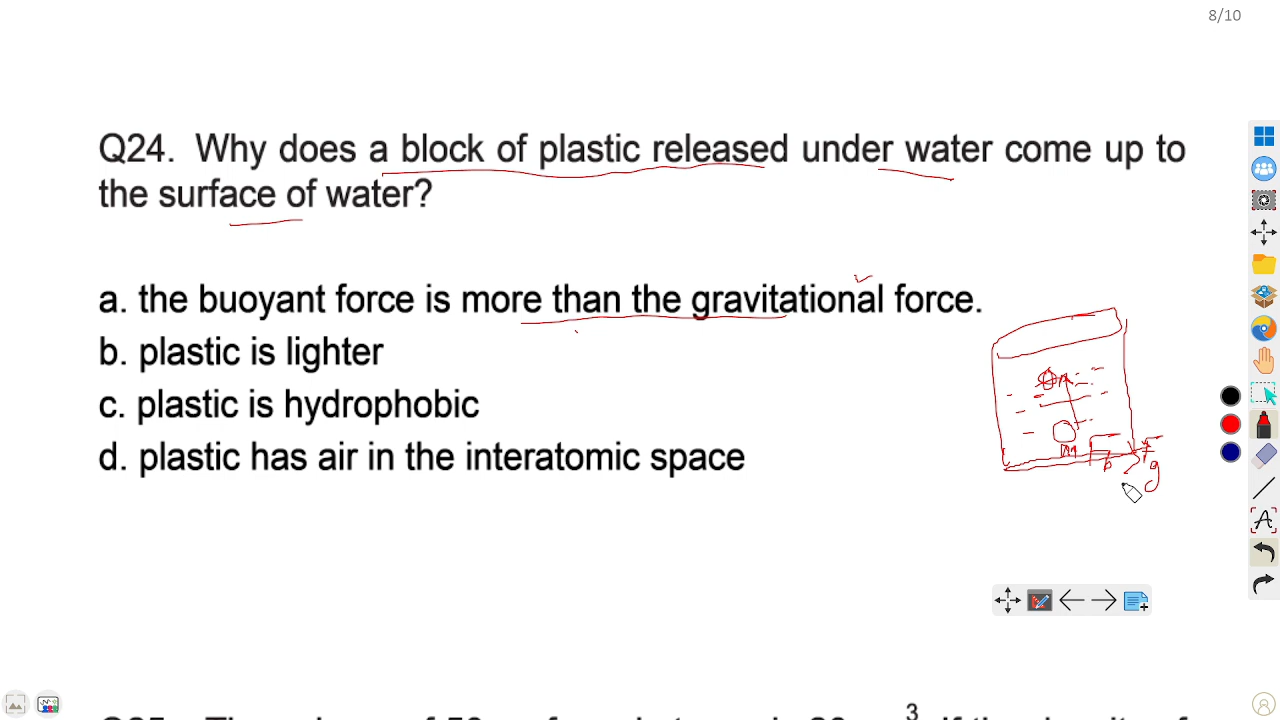 8/10
Q24. Why does a block of plastic released under water come up to
the surface of water?
a. the buoyant force is more than the gravitational force.
b. plastic is lighter
c. plastic is hydrophobic
d. plastic has air in the interatomic space
m
F_b > F_g